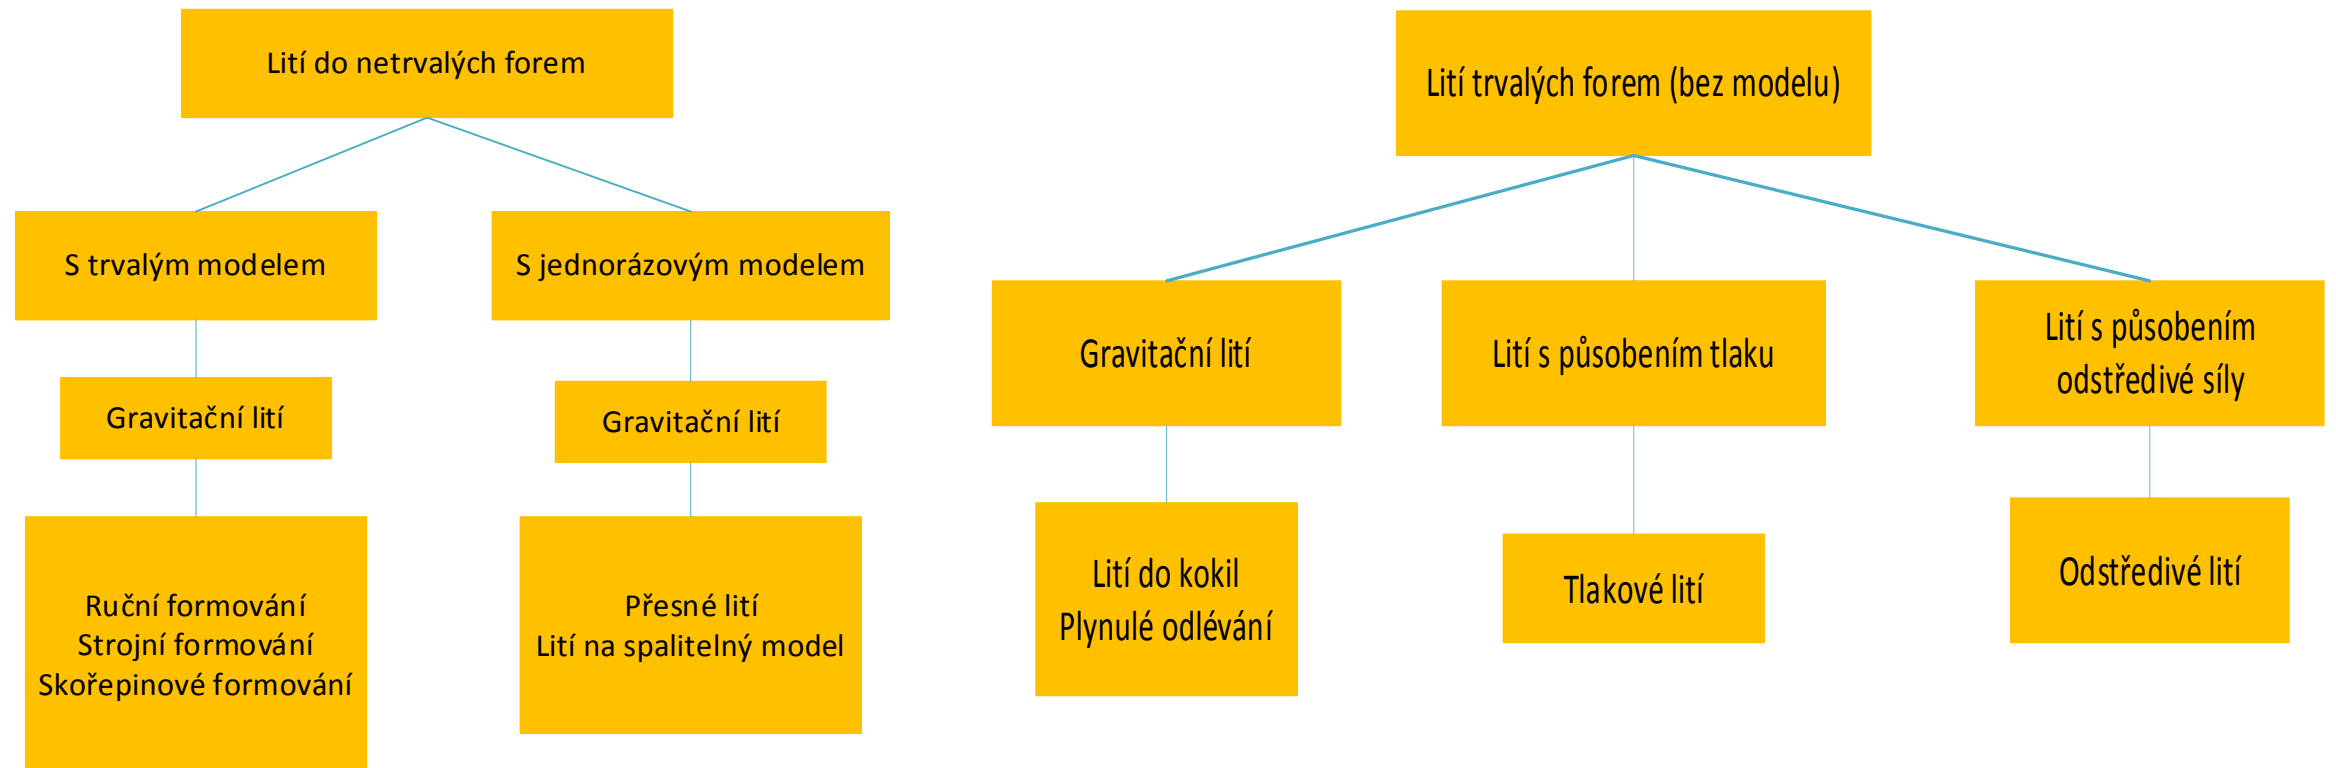 Lití do netrvalých forem
S trvalým modelem
S jednorázovým modelem
Gravitační lití
Gravitační lití
Ruční formování
Strojní formování
Skořepinové formování
Přesné lití
Lití na spalitelný model
Lití trvalých forem (bez modelu)
Gravitační lití
Lití s působením tlaku
Lití s působením
odstředivé síly
Lití do kokil
Plynulé odlévání
Tlakové lití
Odstředivé lití